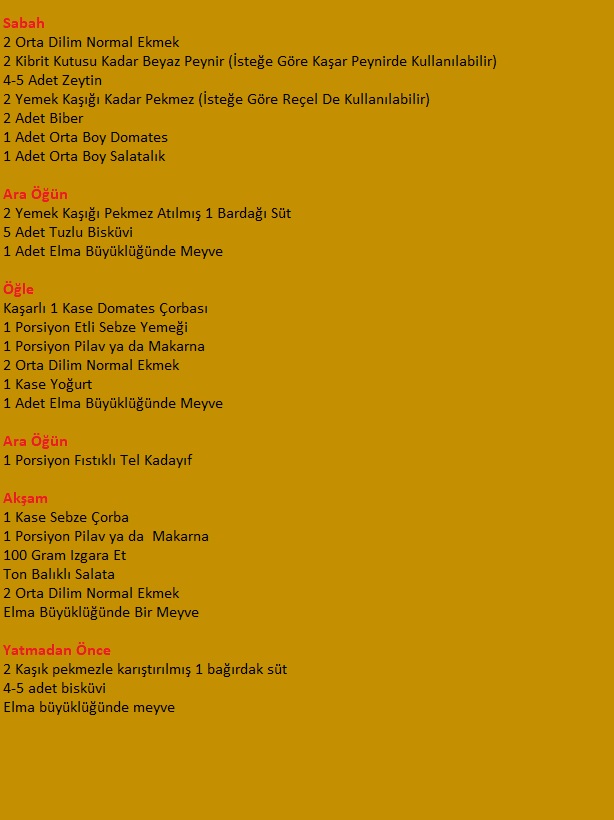 Sabah
2 Orta Dilim Normal Ekmek
2 Kibrit Kutusu Kadar Beyaz Peynir (İsteğe Göre Kaşar Peynirde Kullanılabilir)
4-5 Adet Zeytin
2 Yemek Kaşığı Kadar Pekmez (İsteğe Göre Reçel De Kullanılabilir)
2 Adet Biber
1 Adet Orta Boy Domates
1 Adet Orta Boy Salatalık
Ara Öğün
2 Yemek Kaşığı Pekmez Atılmış 1 Bardağı Süt
5 Adet Tuzlu Bisküvi
1 Adet Elma Büyüklüğünde Meyve
Öğle
Kaşarlı 1 Kase Domates Çorbası
1 Porsiyon Etli Sebze Yemeği
1 Porsiyon Pilav ya da Makarna
2 Orta Dilim Normal Ekmek
1 Kase Yoğurt
1 Adet Elma Büyüklüğünde Meyve
Ara Öğün
1 Porsiyon Fıstıklı Tel Kadayıf
Akşam
1 Kase Sebze Çorba
1 Porsiyon Pilav ya da  Makarna
100 Gram Izgara Et
Ton Balıklı Salata
2 Orta Dilim Normal Ekmek
Elma Büyüklüğünde Bir Meyve
Yatmadan Önce
2 Kaşık pekmezle karıştırılmış 1 bağırdak süt
4-5 adet bisküvi
Elma büyüklüğünde meyve